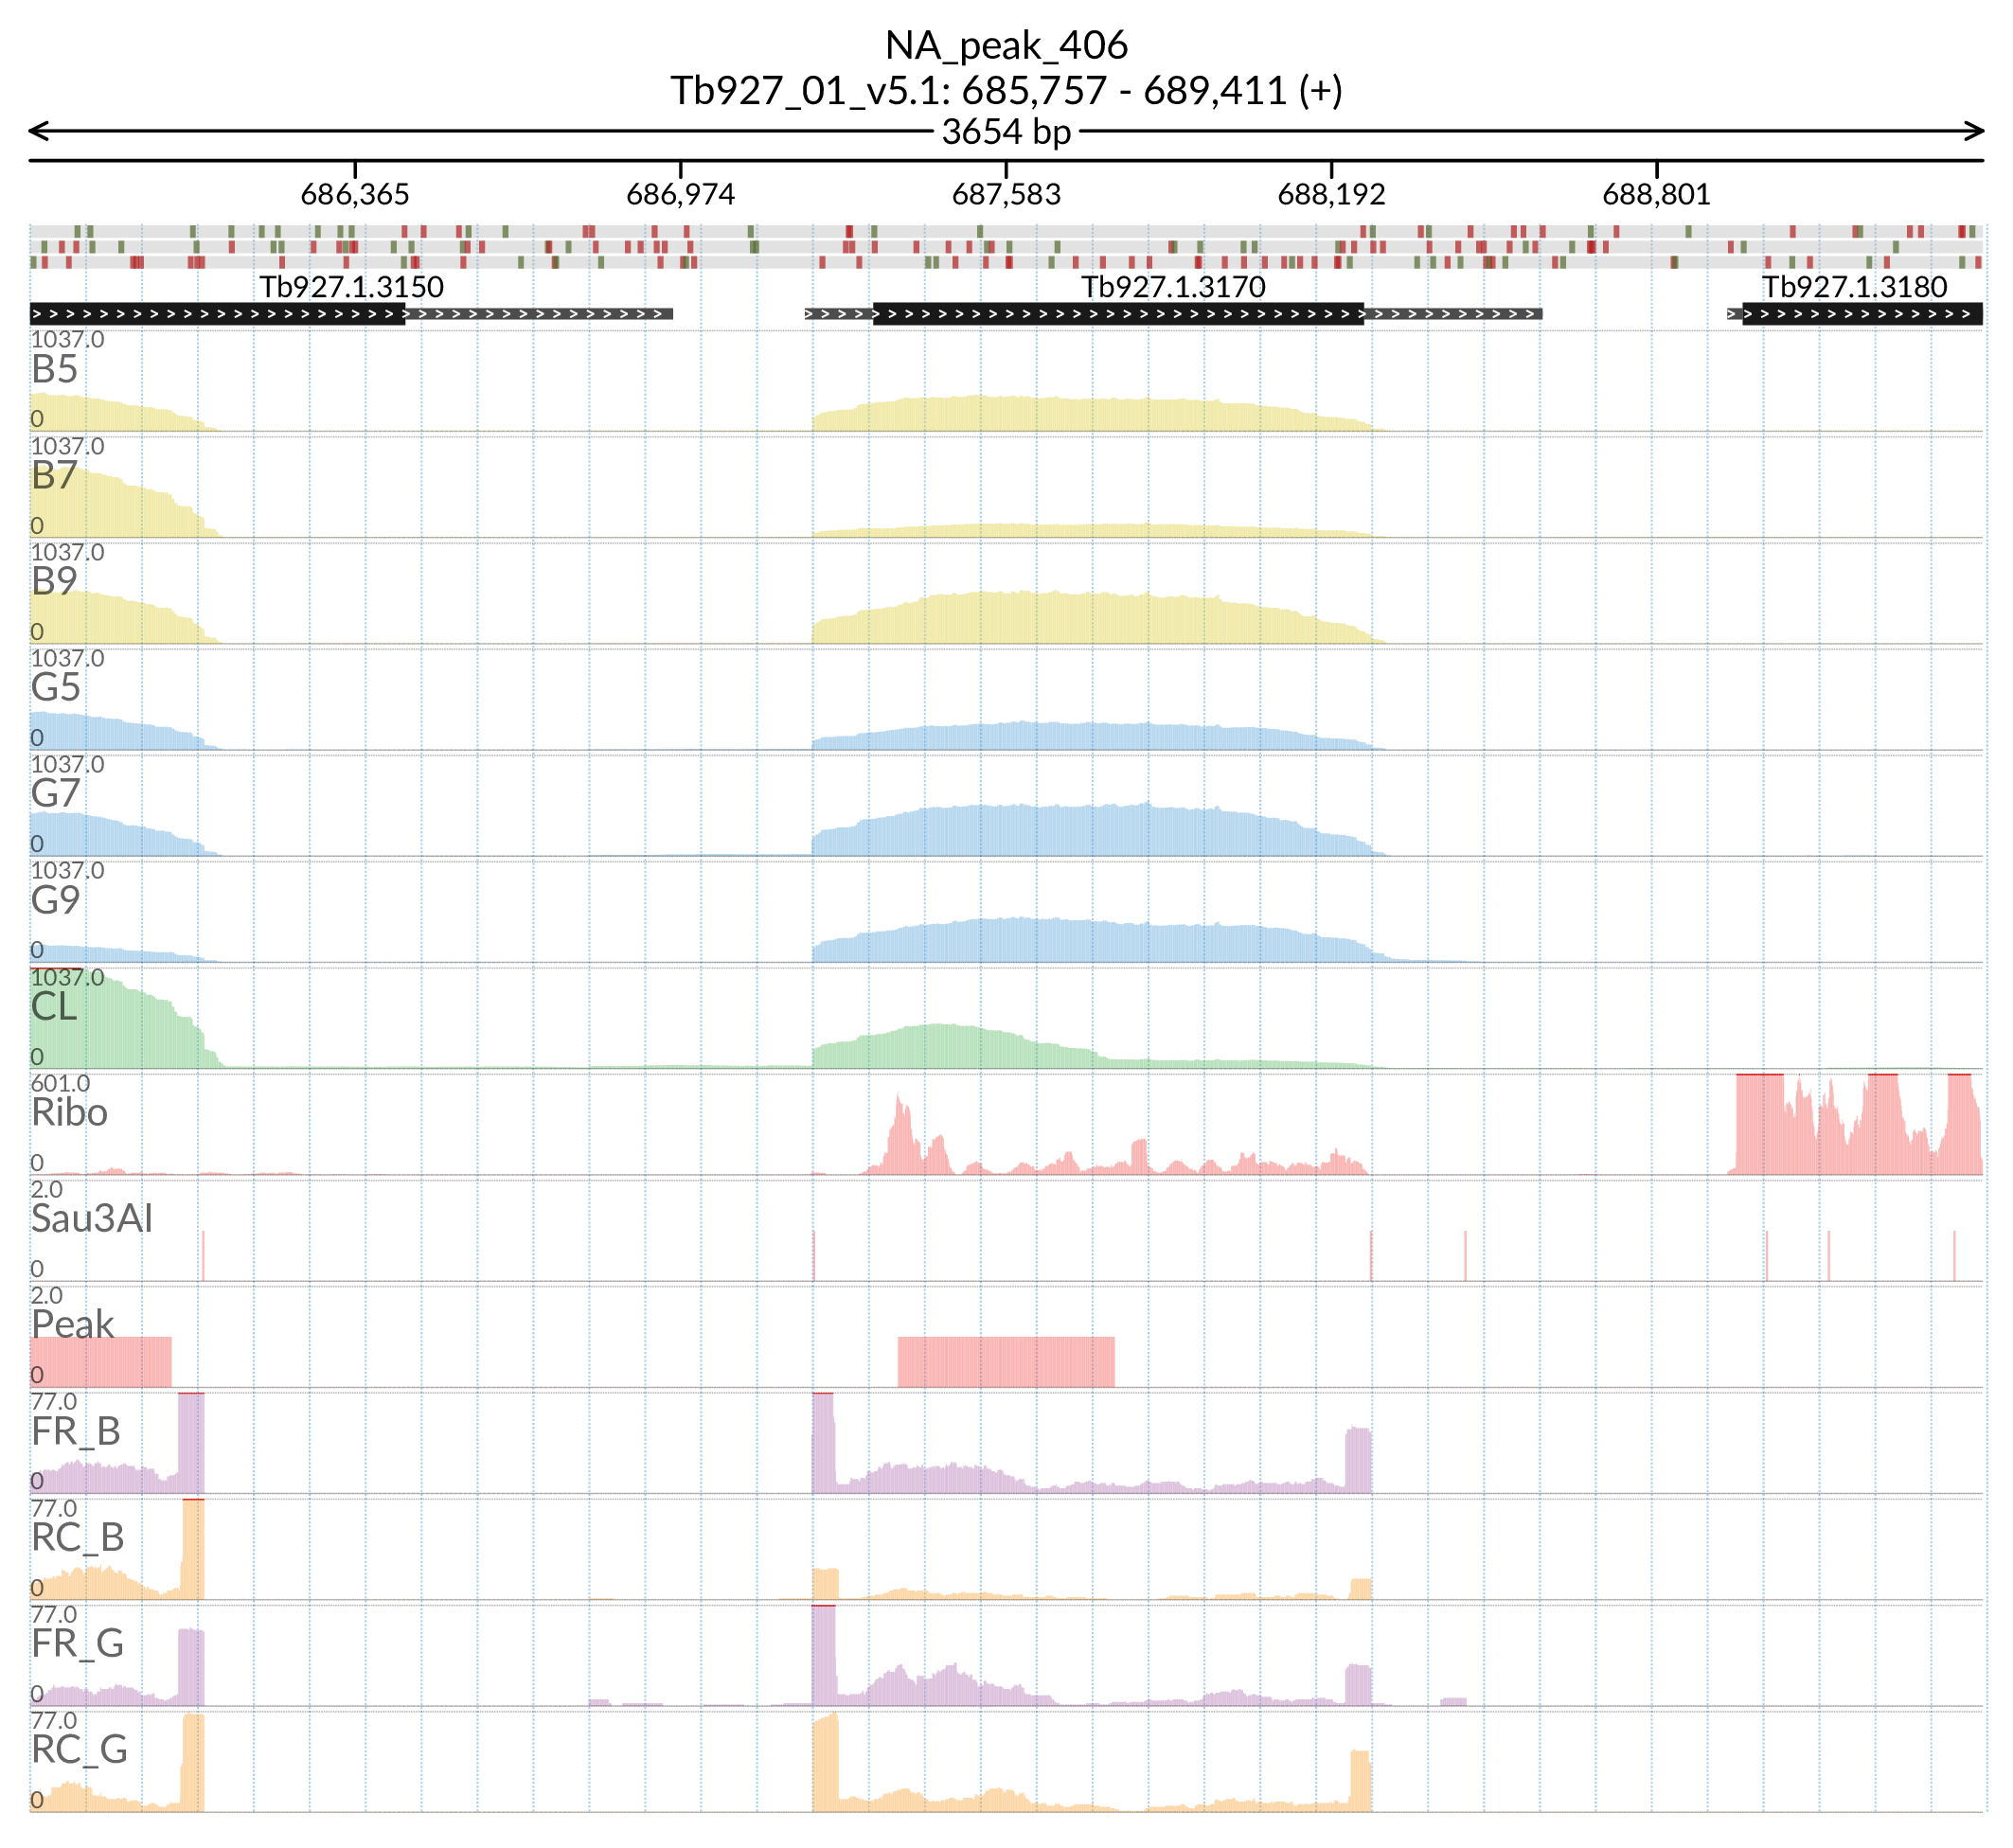 NA_peak_406
Tb927_01_v5.1: 685,757 - 689,411 (+)
3654 bp
686,365 686,974 687,583 688,192 688,801
Tb927.1.3150 Tb927.1.3170 Tb927.1.3180
1037.0
B5
0
1037.0
B7
0
1037.0
B9
0
1037.0
G5
0
1037.0
G7
0
1037.0
G9
0
1037.0
CL
0
601.0
Ribo
0
2.0
Sau3AI
0
2.0
Peak
0
77.0
FR_B
0
77.0
RC_B
0
77.0
FR_G
0
77.0
RC_G
0